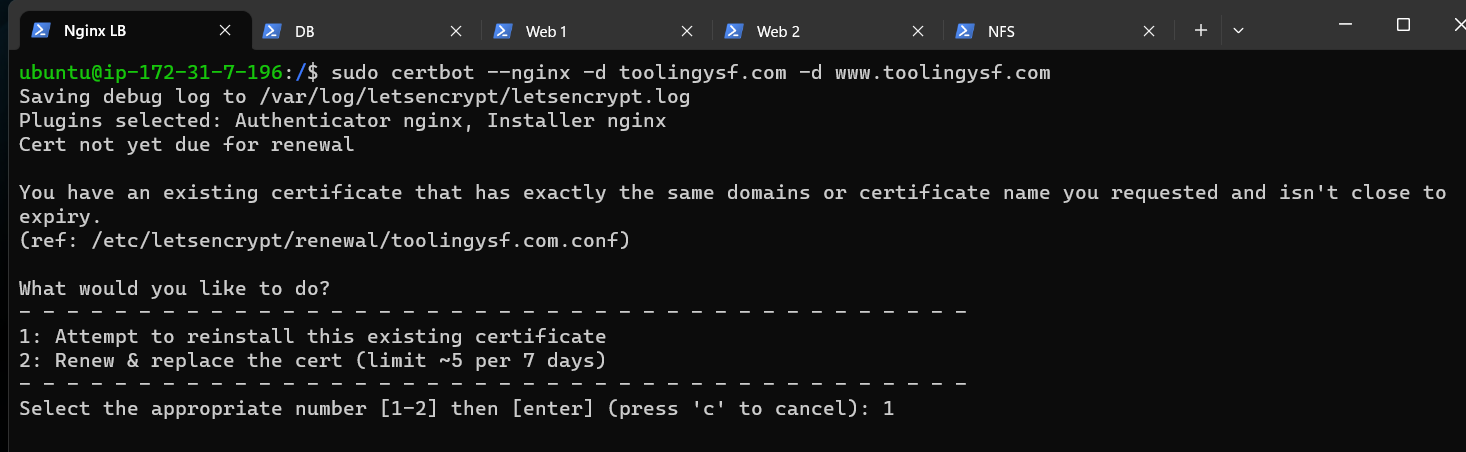 Nginx LB
DB
Web 1
Web 2
NFS
ubuntu@ip-172-31-7-196:/$ sudo certbot --nginx -d toolingysf.com -d www.toolingysf.com
Saving debug log to /var/log/letsencrypt/letsencrypt.log
Plugins selected: Authenticator nginx, Installer nginx
Cert not yet due for renewal
You have an existing certificate that has exactly the same domains or certificate name you requested and isn't close to
expiry.
(ref: /etc/letsencrypt/renewal/toolingysf.com.conf)
What would you like to do?
- - - - - - - - - - - - - - - - - - - - - - - - - - - - - - - - - - - - - - - -
1: Attempt to reinstall this existing certificate
2: Renew & replace the cert (limit ~5 per 7 days)
- - - - - - - - - - - - - - - - - - - - - - - - - - - - - - - - - - - - - - - -
Select the appropriate number [1-2] then [enter] (press 'c' to cancel): 1